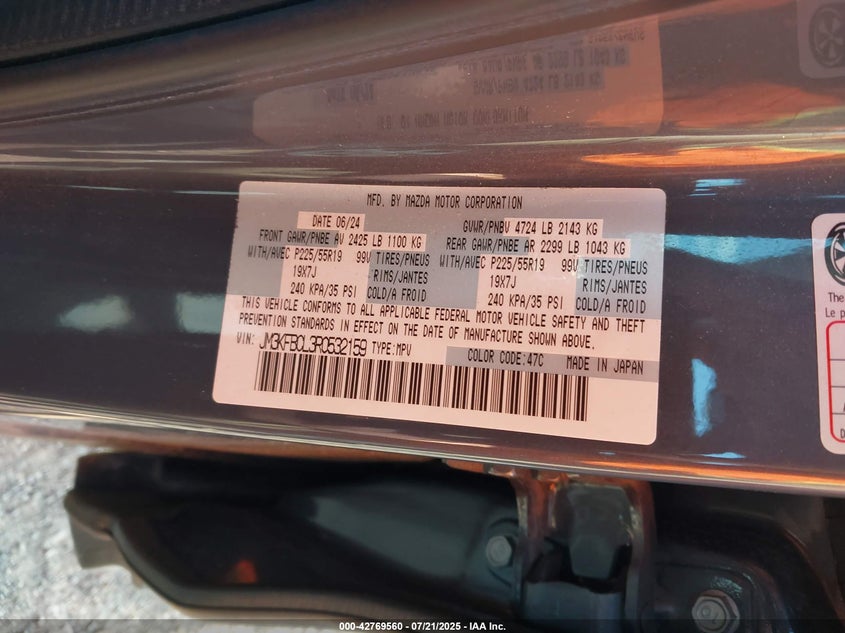 MFD. BY MAZDA MOTOR CORPORATION
DATE 06/24 GVWR/PNBV 4724 LB 2143 KG
FRONT GAWR/PNBE AV 2425 LB 1100 KG REAR GAWR/PNBE AR 2299 LB 1043 KG
WITH/AVEC P225/55R19 99V TIRES/PNEUS WITH/AVEC P225/55R19 99V TIRES/PNEUS
19X7J RIMS/JANTES 19X7J RIMS/JANTES
240 KPA/35 PSI COLD/A FROID 240 KPA/35 PSI COLD/A FROID
THIS VEHICLE CONFORMS TO ALL APPLICABLE FEDERAL MOTOR VEHICLE SAFETY AND THEFT
PREVENTION STANDARDS IN EFFECT ON THE DATE OF MANUFACTURE SHOWN ABOVE.
VIN: JM3KFBCL3R0532159 TYPE:MPV
COLOR CODE:47C MADE IN JAPAN
The
Le p
000-42769560 07/21/2025 - IAA Inc.